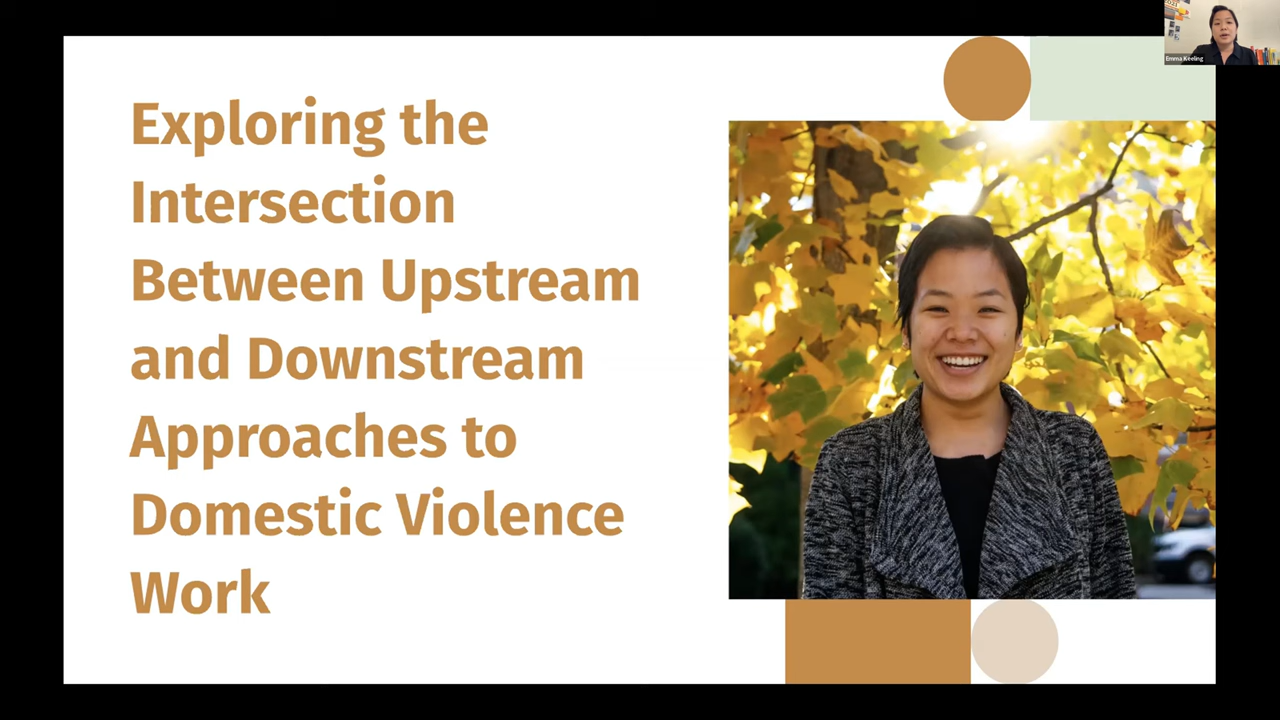 Exploring the
Intersection
Between Upstream
and Downstream
Approaches to
Domestic Violence
Work
Emma Keeling